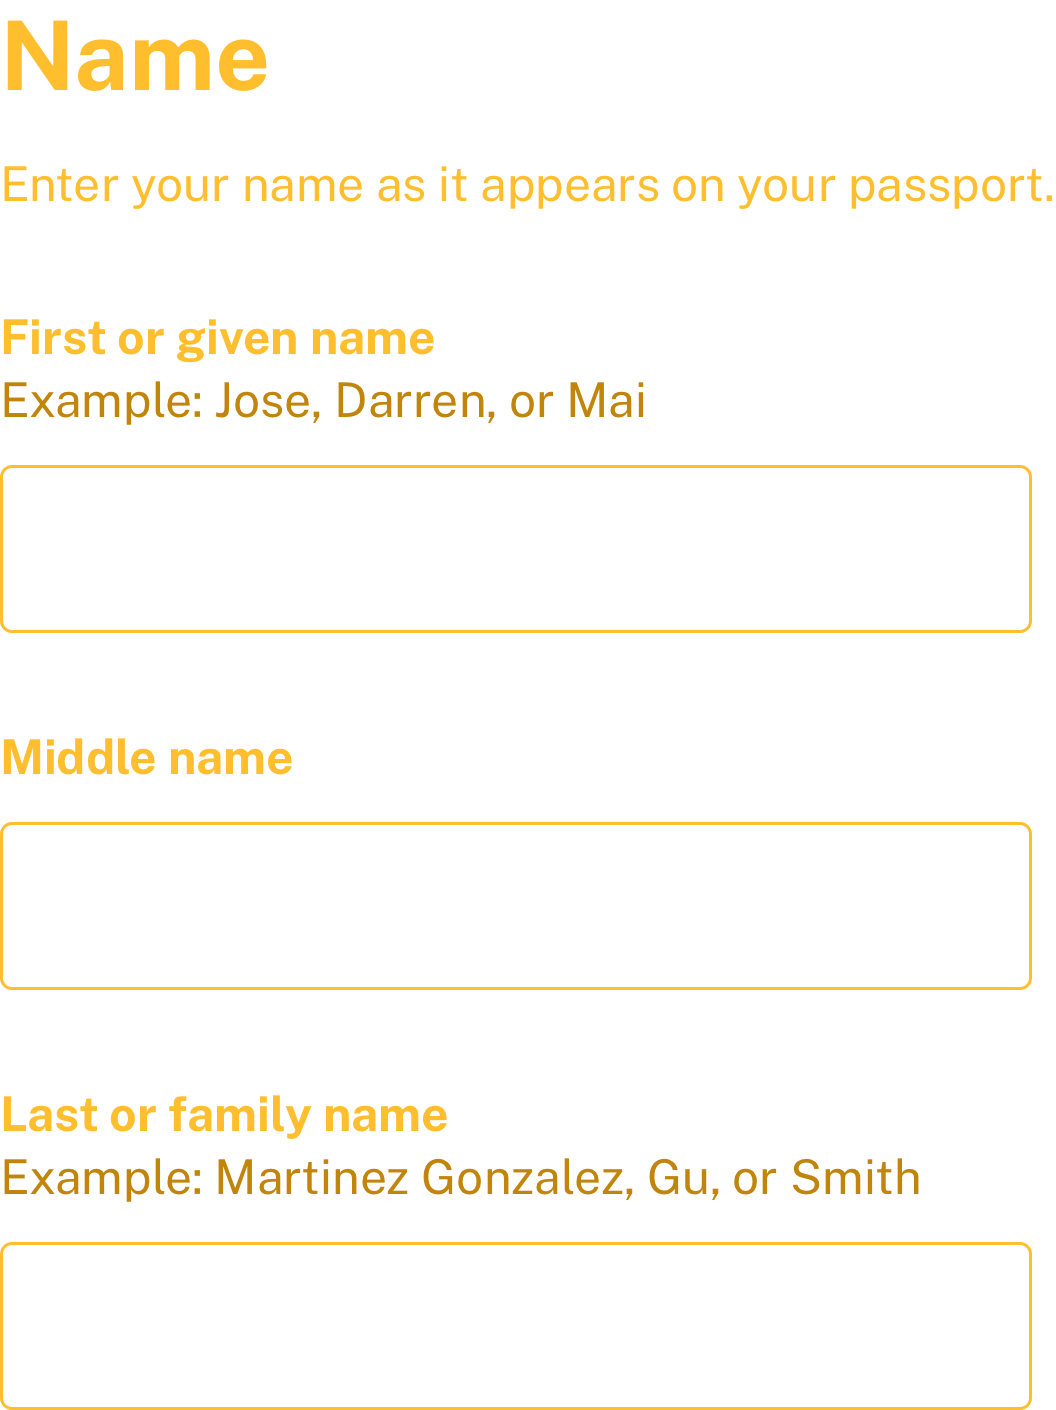 Name
Enter your name as it appears on your passport.
First or given name
Example: Jose, Darren, or Mai
Middle name
Last or family name
Example: Martinez Gonzalez, Gu, or Smith